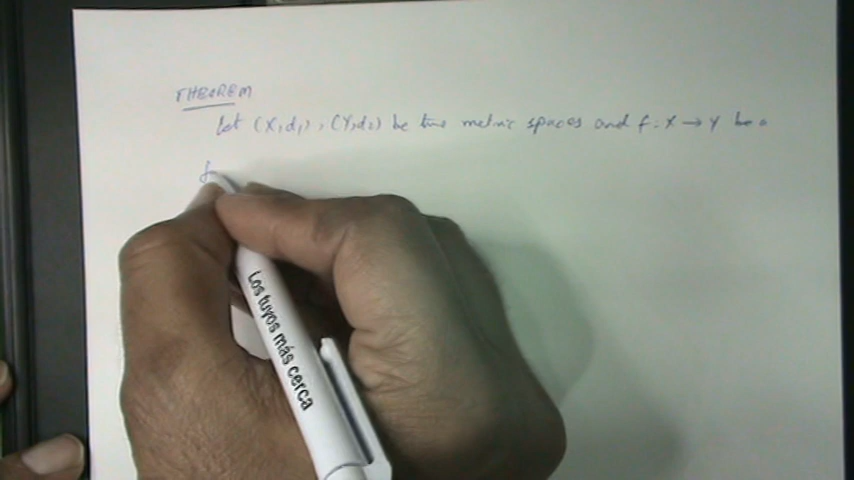 THEOREM
Let (X, d₁), (Y, d₂) be two metric spaces and f: X → Y be a
f
Los tuyos más cerca